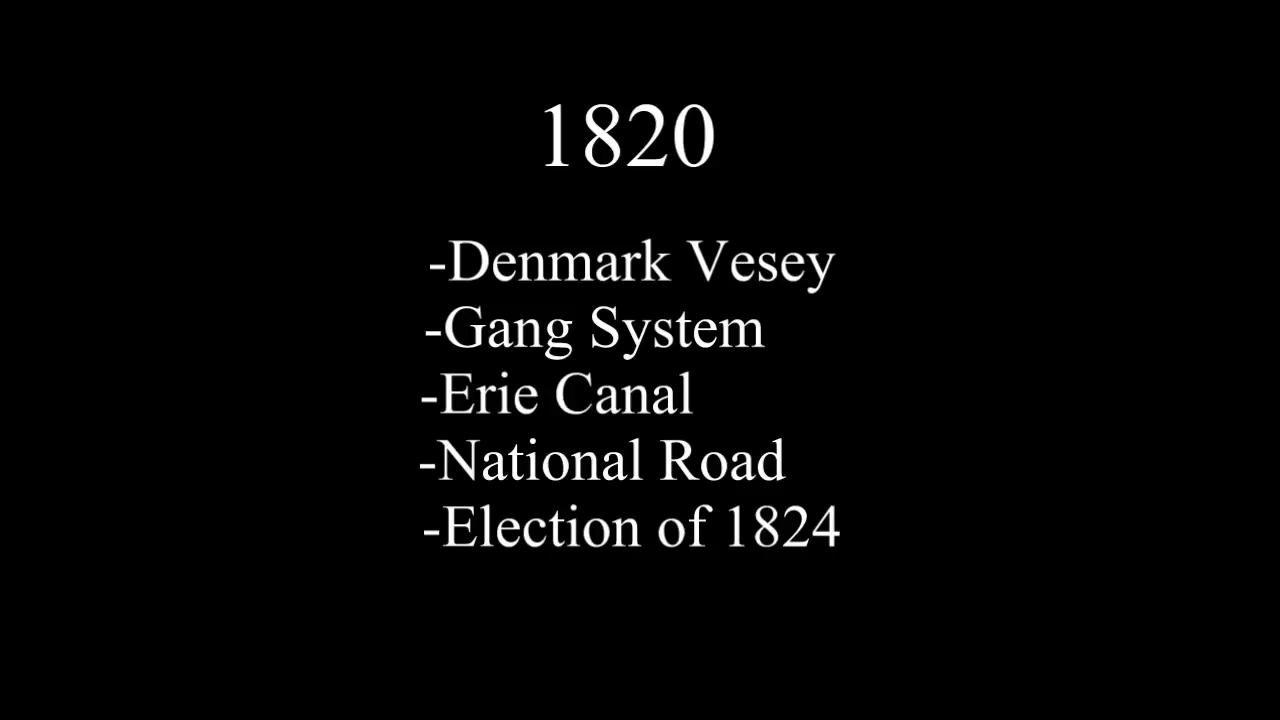 1820
-Denmark Vesey
-Gang System
-Erie Canal
-National Road
-Election of 1824